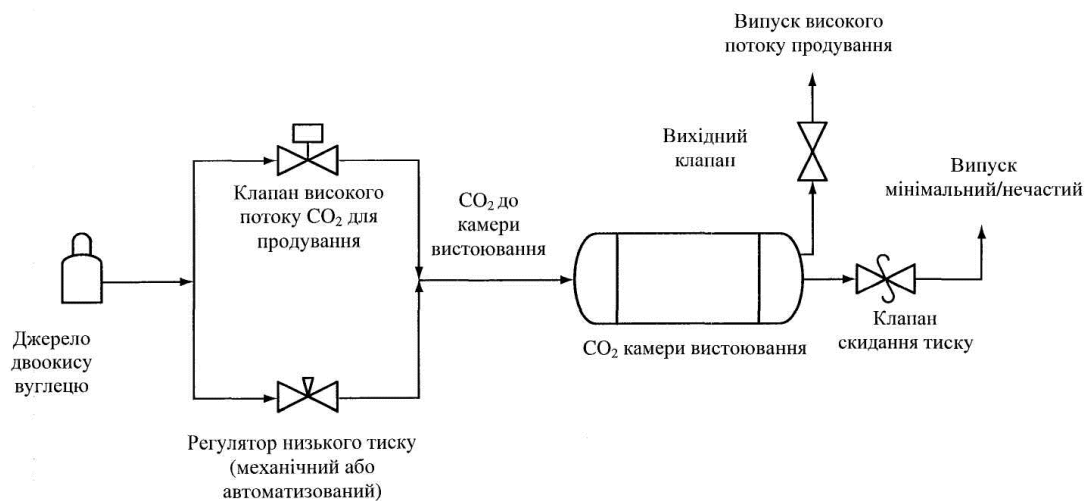 Випуск високого
потоку продування
Вихідний
клапан
Випуск
мінімальний/нечастий
Клапан високого
потоку CO₂ для
продування
CO₂ до
камери
вистоювання
Джерело
двоокису
вуглецю
CO₂ камери вистоювання
Клапан
скидання тиску
Регулятор низького тиску
(механічний або
автоматизований)